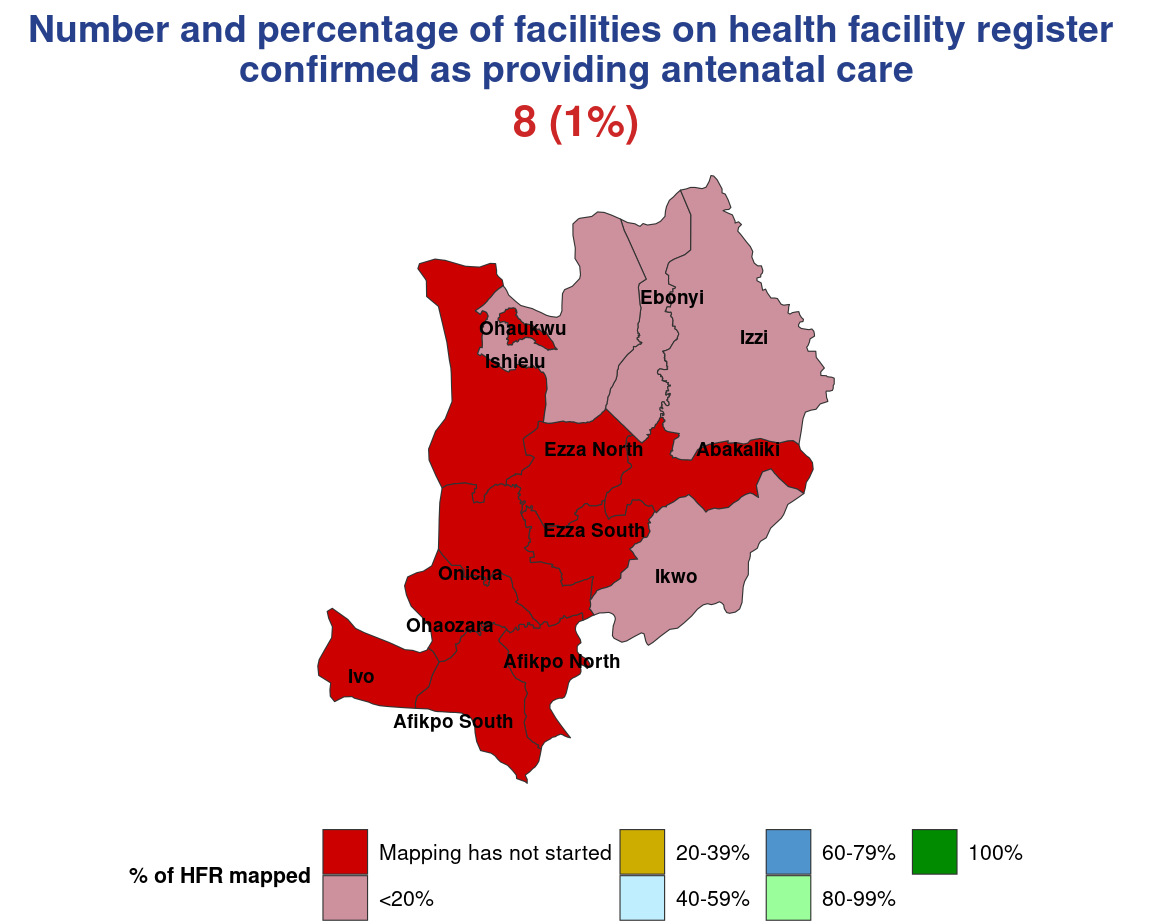 Number and percentage of facilities on health facility register
confirmed as providing antenatal care
8 (1%)
Ebonyi
Ohaukwu
Izzi
Ishielu
Ezza North
Abakaliki
Ezza South
Onicha
Ikwo
Ohaozara
Afikpo North
Ivo
Afikpo South
% of HFR mapped
Mapping has not started
<20%
20-39%
40-59%
60-79%
80-99%
100%